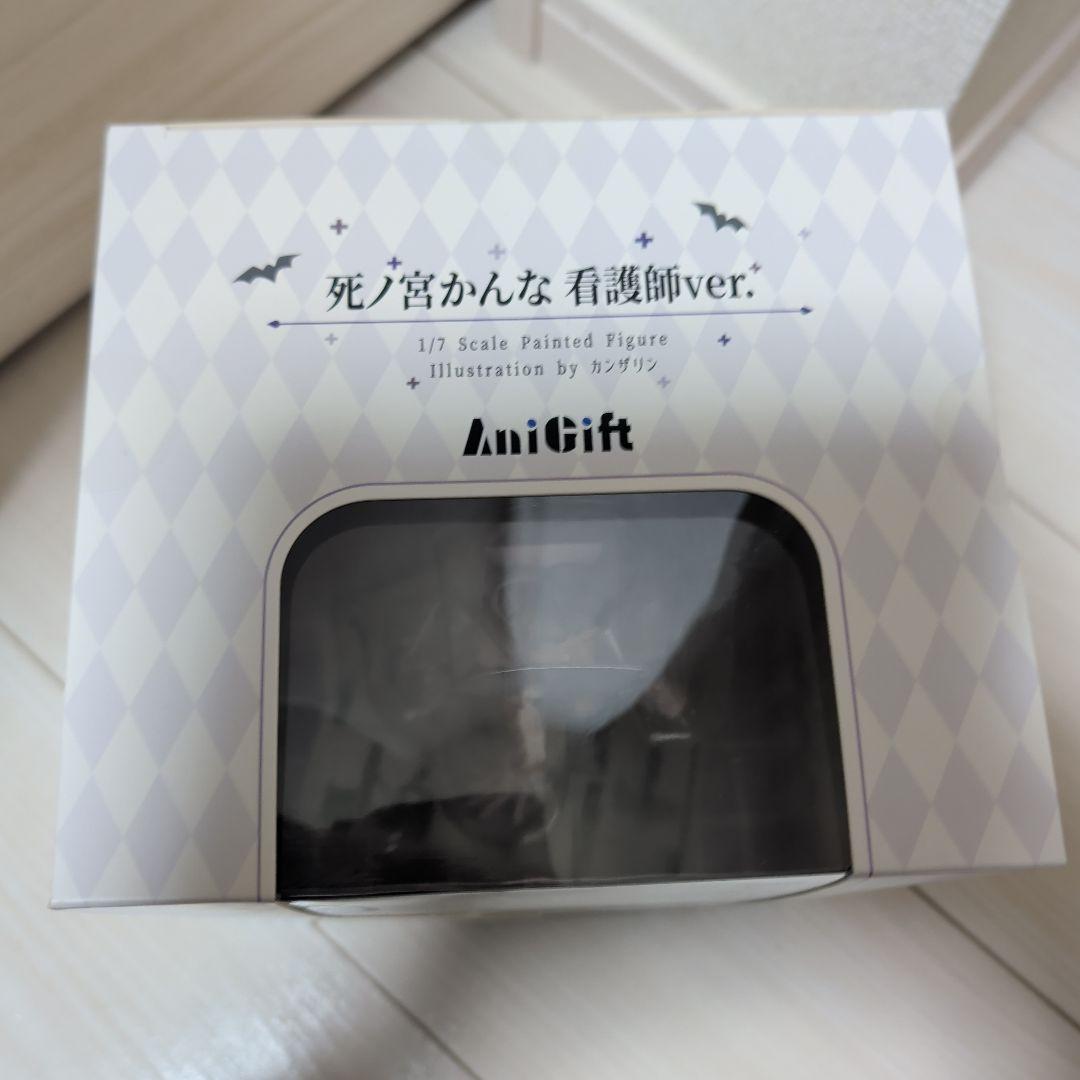 死ノ宮かんな 看護師ver.
1/7 Scale Painted Figure
Illustration by カンザリン
AniGift